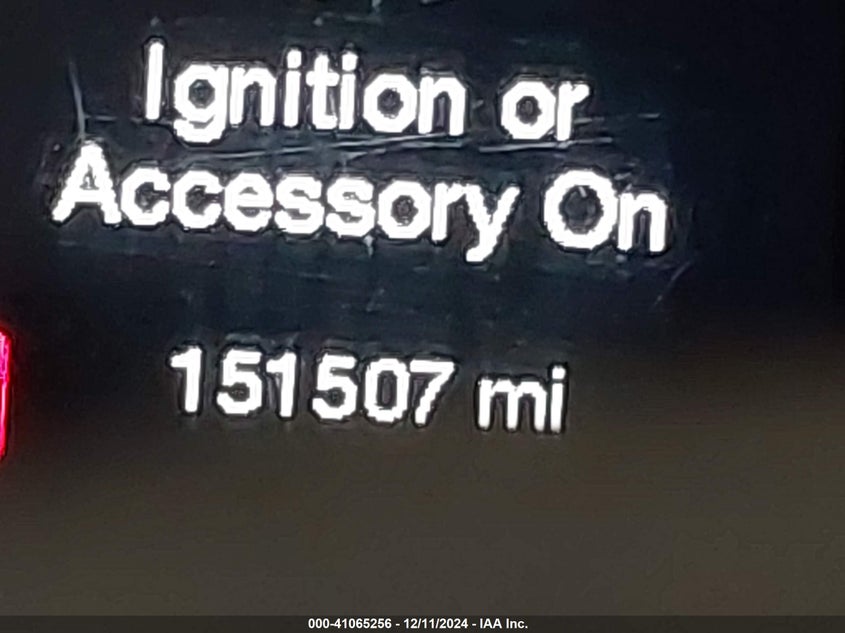 Ignition or
Accessory On
151507 mi
000-41065256 - 12/11/2024 - IAA Inc.